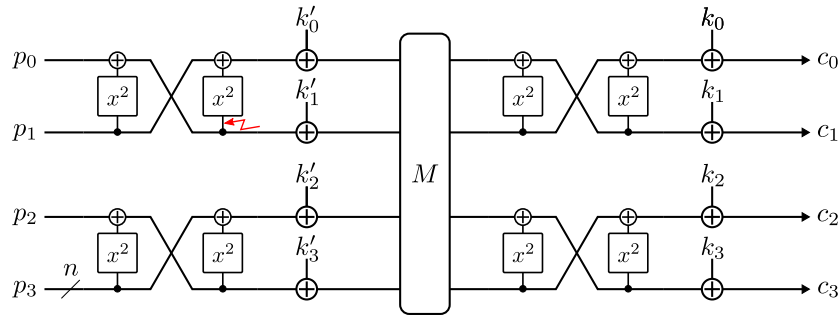 k′₀ k₀
p₀ c₀
x² x² x² x²
k′₁ k₁
p₁ c₁
M
k′₂ k₂
p₂ c₂
x² x² x² x²
k′₃ k₃
n
p₃ c₃